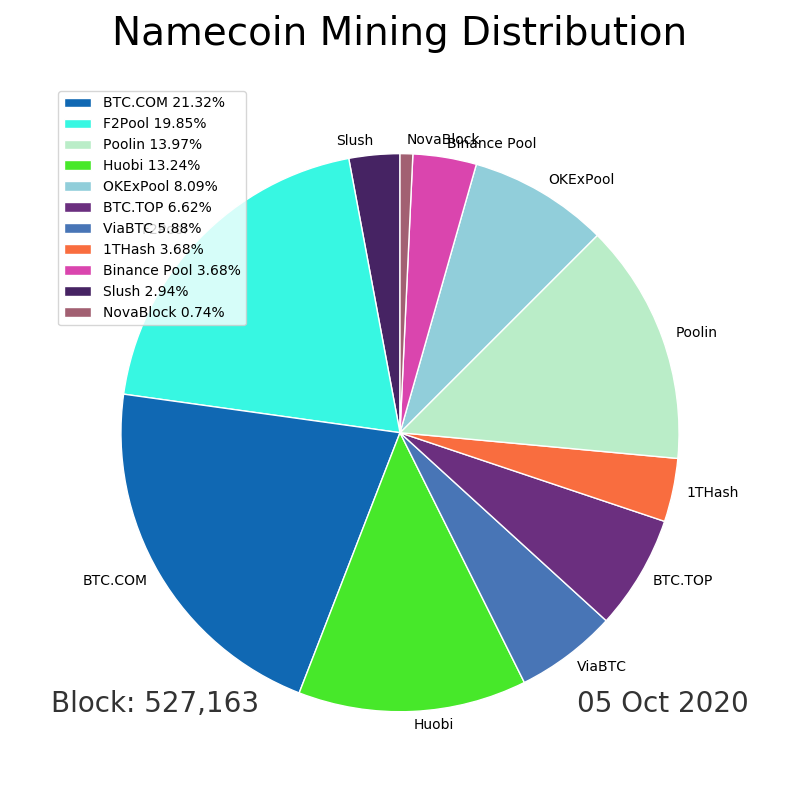 Namecoin Mining Distribution
BTC.COM 21.32%
F2Pool 19.85%
Poolin 13.97%
Huobi 13.24%
OKExPool 8.09%
BTC.TOP 6.62%
ViaBTC 5.88%
1THash 3.68%
Binance Pool 3.68%
Slush 2.94%
NovaBlock 0.74%
Slush
NovaBlock
Binance Pool
OKExPool
Poolin
1THash
BTC.TOP
ViaBTC
Huobi
BTC.COM
Block: 527,163
05 Oct 2020